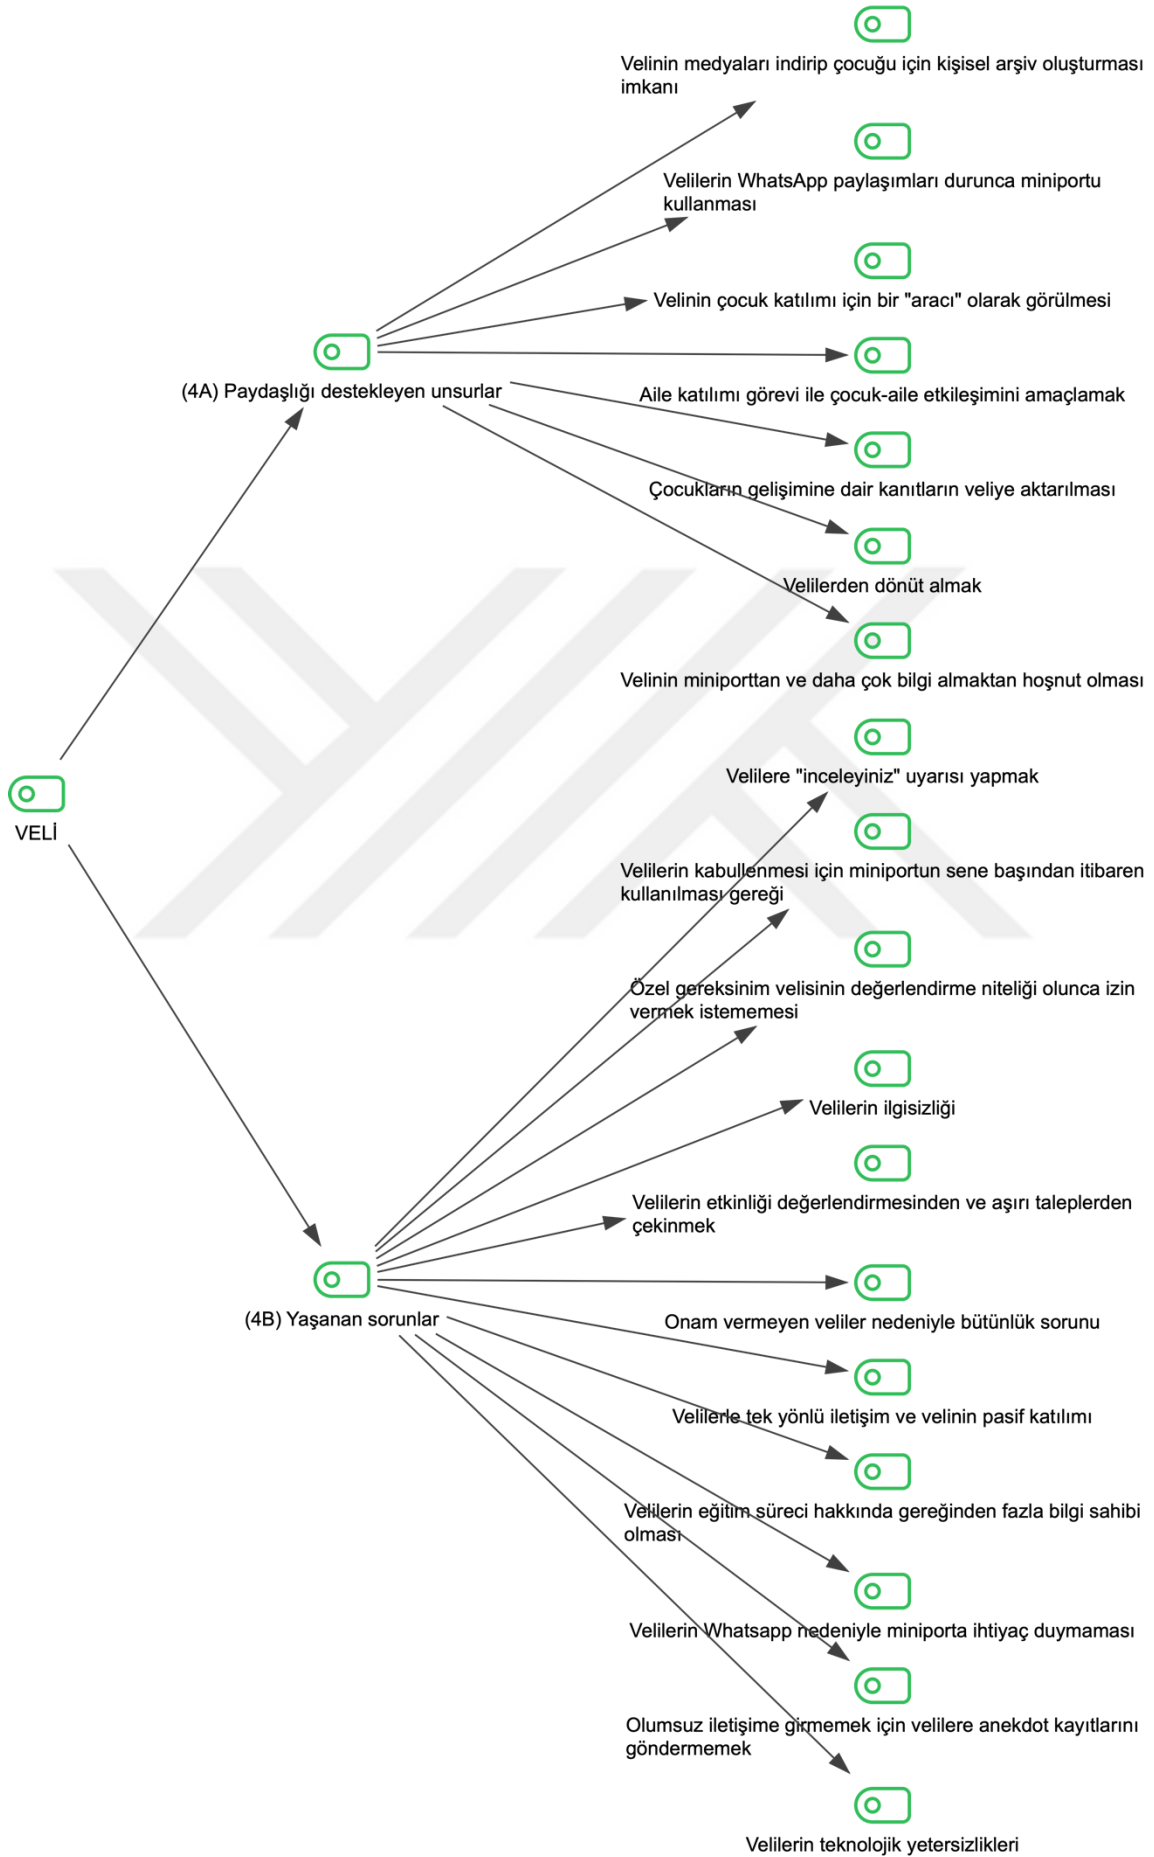 Velinin medyaları indirip çocuğu için kişisel arşiv oluşturması
imkanı
Velilerin WhatsApp paylaşımları durunca miniportu
kullanması
Velinin çocuk katılımı için bir "aracı" olarak görülmesi
(4A) Paydaşlığı destekleyen unsurlar
Aile katılımı görevi ile çocuk-aile etkileşimini amaçlamak
Çocukların gelişimine dair kanıtların veliye aktarılması
Velilerden dönüt almak
Velinin miniporttan ve daha çok bilgi almaktan hoşnut olması
Velilere "inceleyiniz" uyarısı yapmak
VELİ
Velilerin kabullenmesi için miniportun sene başından itibaren
kullanılması gereği
Özel gereksinim velisinin değerlendirme niteliği olunca izin
vermek istememesi
Velilerin ilgisizliği
Velilerin etkinliği değerlendirmesinden ve aşırı taleplerden
çekinmek
(4B) Yaşanan sorunlar
Onam vermeyen veliler nedeniyle bütünlük sorunu
Velilerle tek yönlü iletişim ve velinin pasif katılımı
Velilerin eğitim süreci hakkında gereğinden fazla bilgi sahibi
olması
Velilerin Whatsapp nedeniyle miniporta ihtiyaç duymaması
Olumsuz iletişime girmemek için velilere anekdot kayıtlarını
göndermemek
Velilerin teknolojik yetersizlikleri